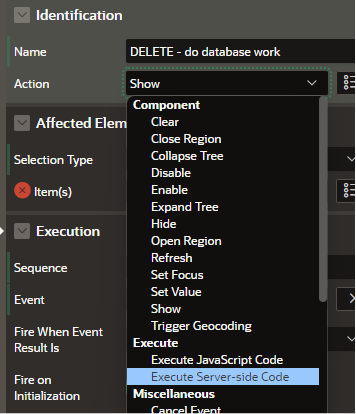 Identification
Name
DELETE - do database work
Action
Show
Component
Clear
Close Region
Collapse Tree
Disable
Enable
Expand Tree
Hide
Open Region
Refresh
Set Focus
Set Value
Show
Trigger Geocoding
Execute
Execute JavaScript Code
Execute Server-side Code
Miscellaneous
Cancel Event
Affected Elem
Selection Type
Item(s)
Execution
Sequence
Event
Fire When Event
Result Is
Fire on
Initialization